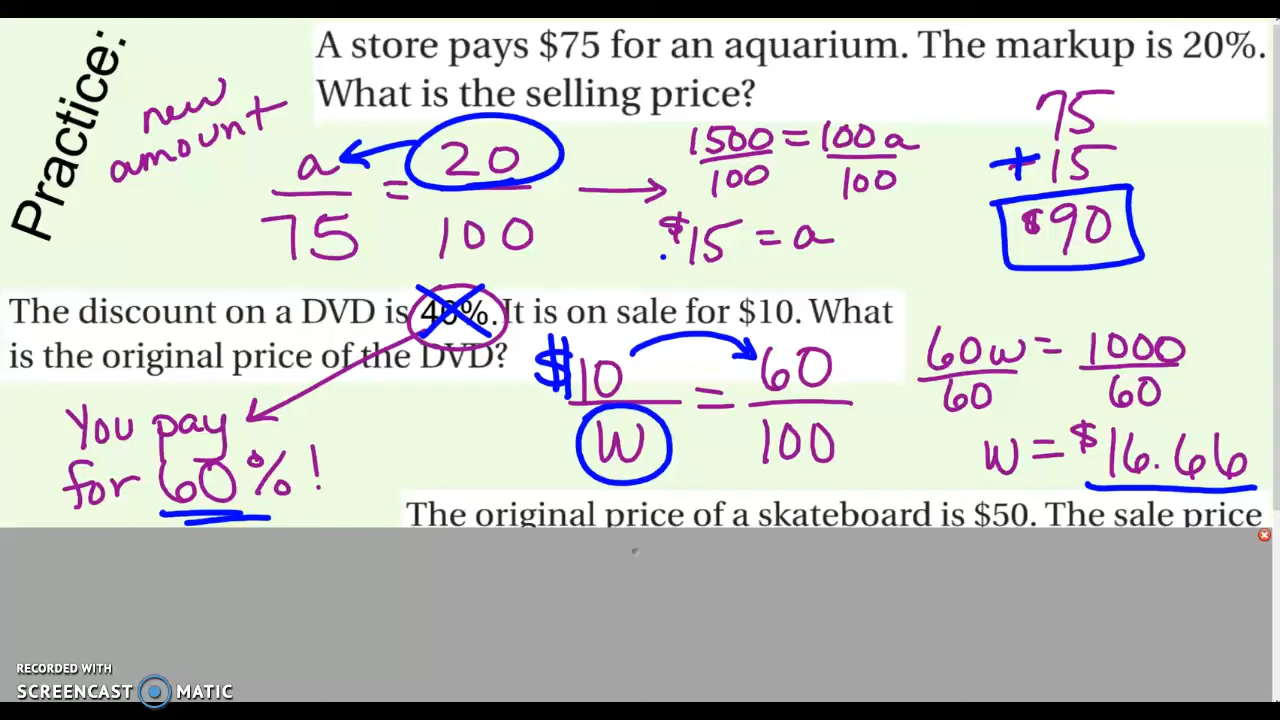 Practice:
A store pays $75 for an aquarium. The markup is 20%.
What is the selling price?
new
amount
a/75 = 20/100
1500/100 = 100a/100
$15 = a
75
+ 15
$90
The discount on a DVD is 40%. It is on sale for $10. What
is the original price of the DVD?
You pay
for 60%!
$10/w = 60/100
60w/60 = 1000/60
w = $16.66
The original price of a skateboard is $50. The sale price
RECORDED WITH
SCREENCAST MATIC